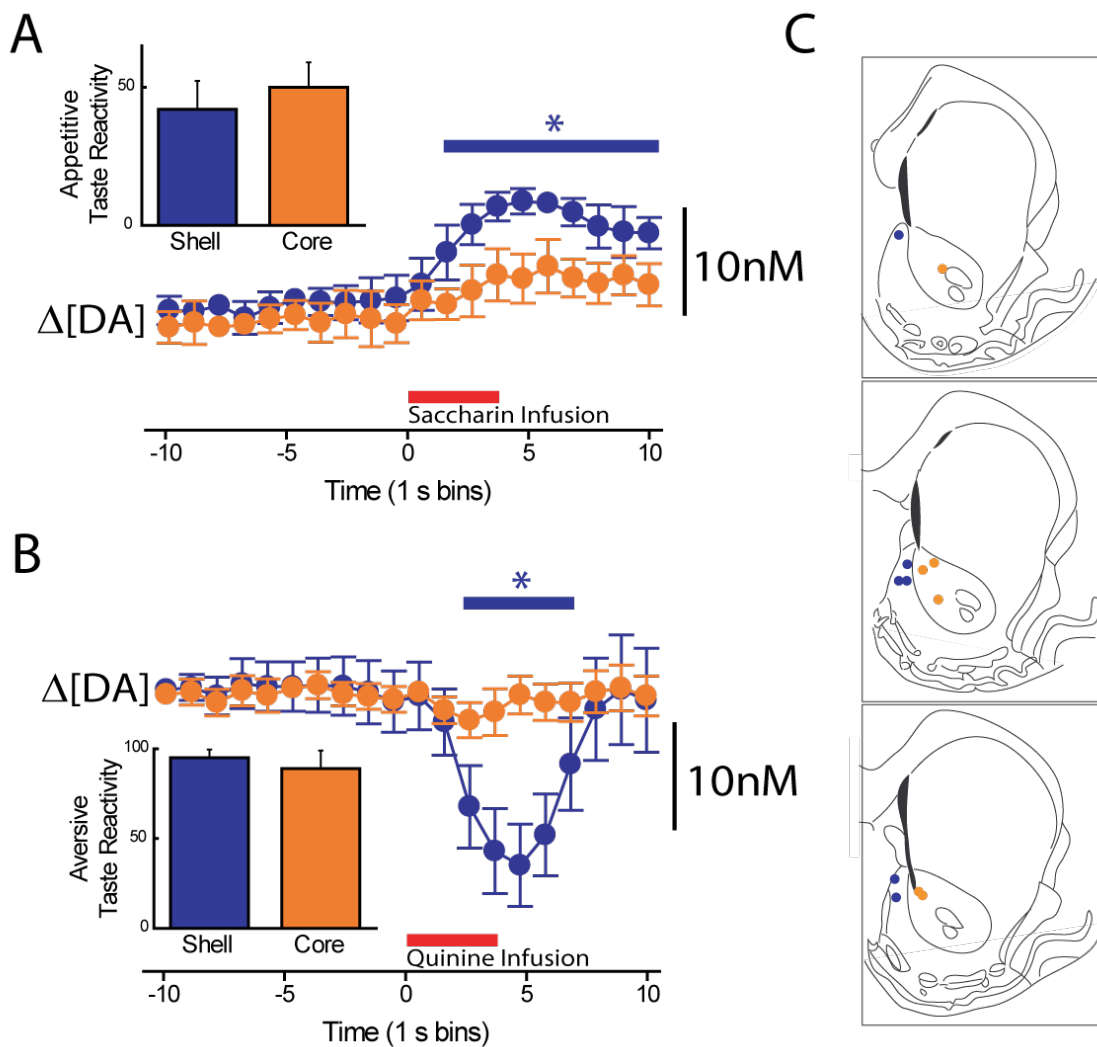 A
C
Appetitive
Taste Reactivity
50
0
Shell
Core
*
10nM
Δ[DA]
Saccharin Infusion
-10
-5
0
5
10
Time (1 s bins)
B
*
Δ[DA]
10nM
Aversive
Taste Reactivity
100
50
0
Shell
Core
Quinine Infusion
-10
-5
0
5
10
Time (1 s bins)